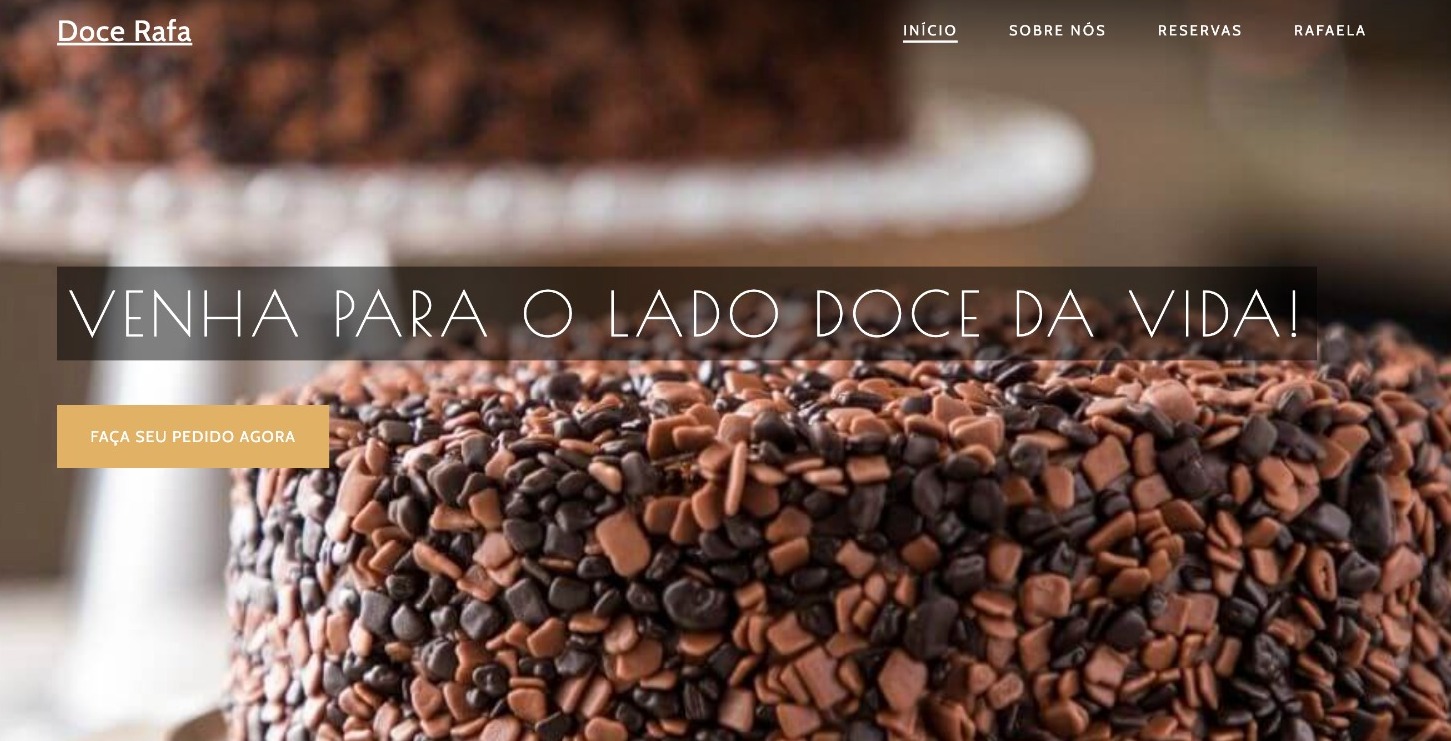 Doce Rafa
INÍCIO SOBRE NÓS RESERVAS RAFAELA
VENHA PARA O LADO DOCE DA VIDA!
FAÇA SEU PEDIDO AGORA